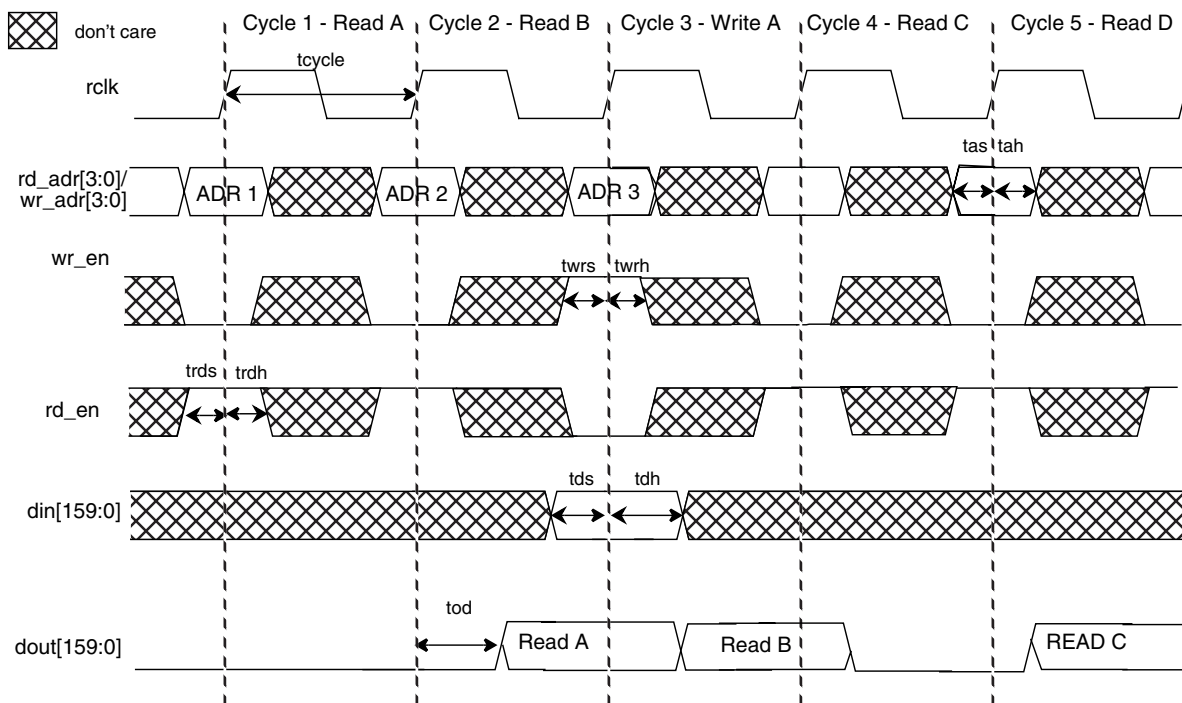 don't care
Cycle 1 - Read A
Cycle 2 - Read B
Cycle 3 - Write A
Cycle 4 - Read C
Cycle 5 - Read D
tcycle
rclk
tas
tah
rd_adr[3:0]/
wr_adr[3:0]
ADR 1
ADR 2
ADR 3
wr_en
twrs
twrh
trds
trdh
rd_en
tds
tdh
din[159:0]
tod
dout[159:0]
Read A
Read B
READ C